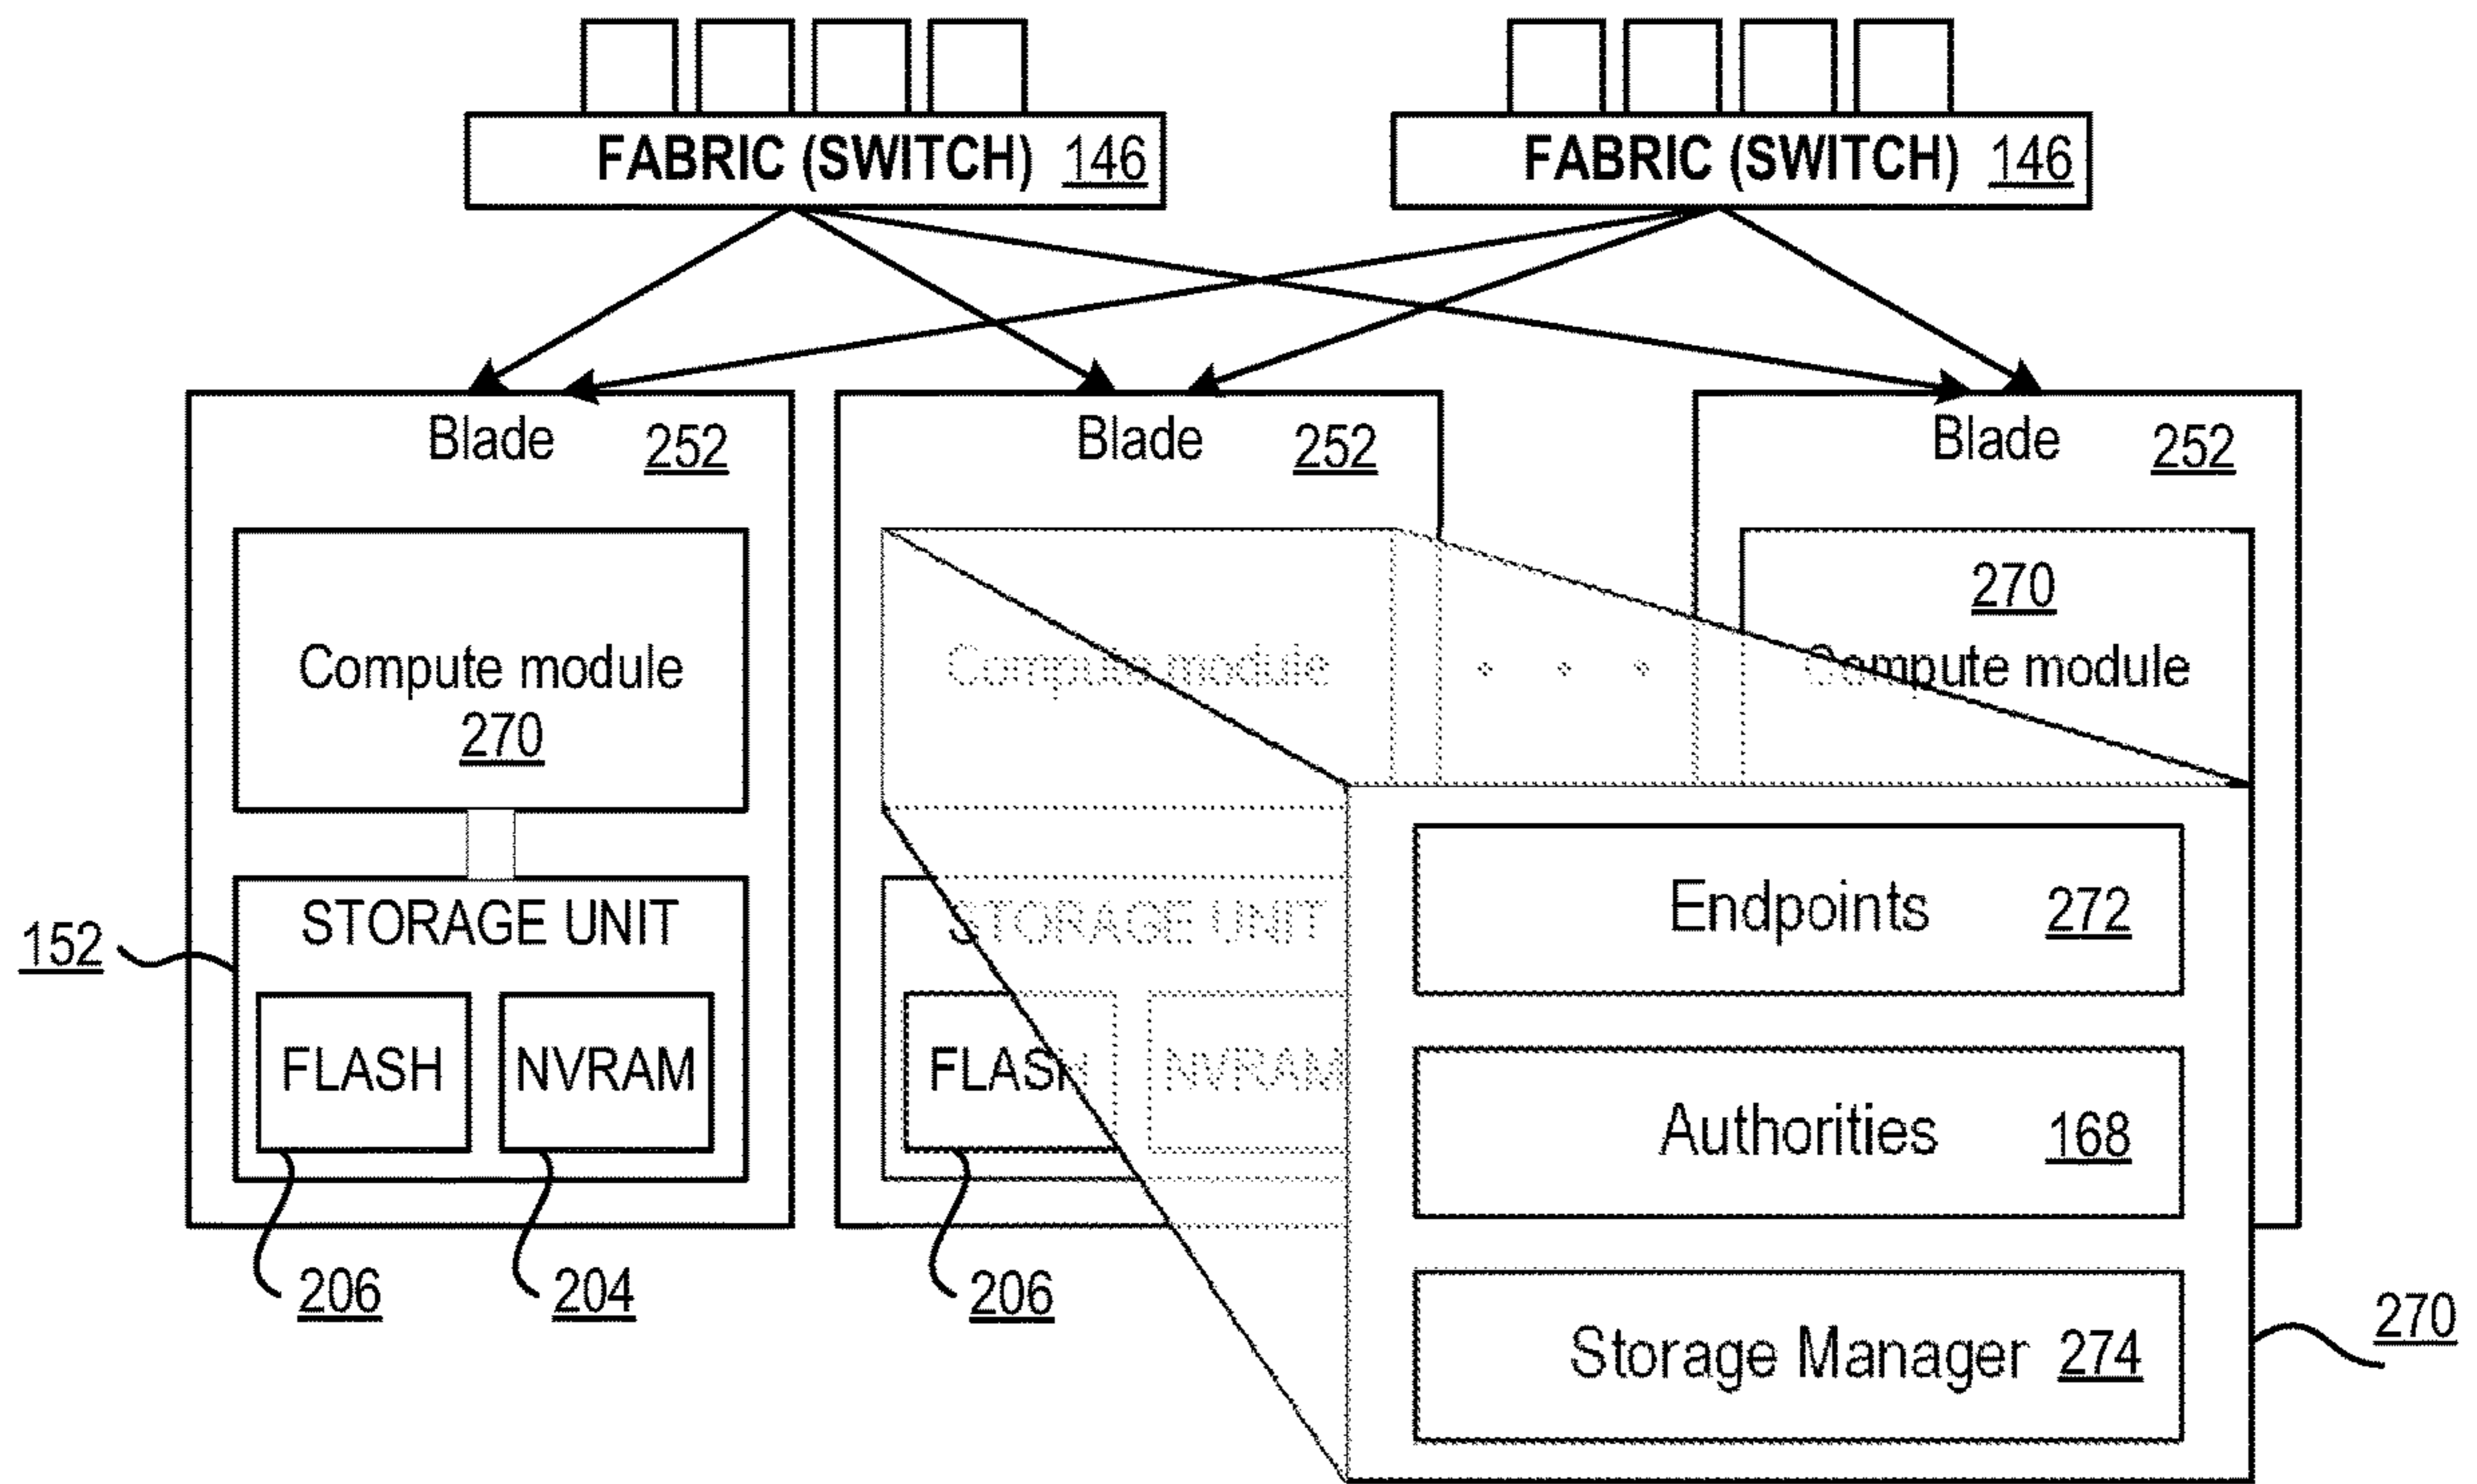 FABRIC (SWITCH) 146
FABRIC (SWITCH) 146
Blade 252
Blade 252
Blade 252
Compute module
270
Compute module
270
Compute module
STORAGE UNIT
152
FLASH
NVRAM
206
204
STORAGE UNIT
FLASH
NVRAM
206
Endpoints 272
Authorities 168
Storage Manager 274
270